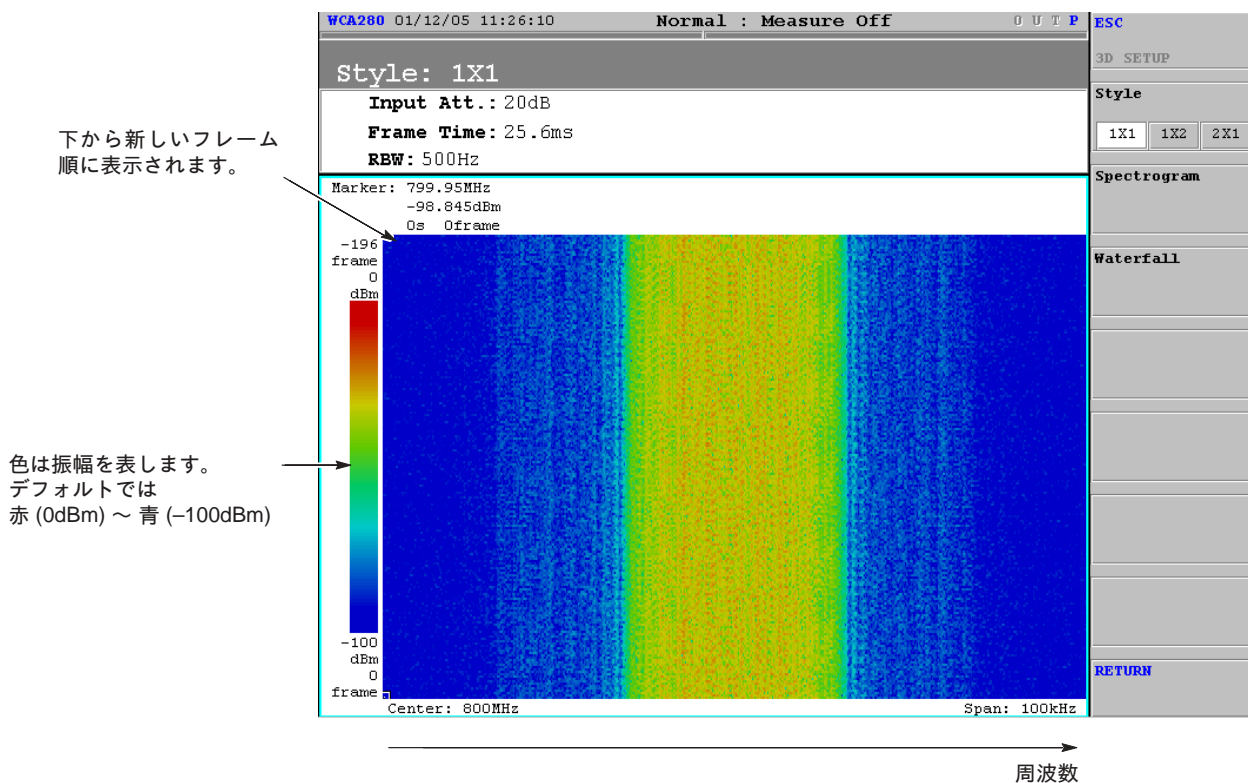 WCA280 01/12/05 11:26:10 Normal : Measure Off O U T P
ESC
3D SETUP
Style: 1X1
Style
1X1 1X2 2X1
Input Att.: 20dB
Frame Time: 25.6ms
RBW: 500Hz
下から新しいフレーム
順に表示されます。
Spectrogram
Marker: 799.95MHz
-98.845dBm
0s 0frame
-196
frame
0
dBm
Waterfall
色は振幅を表します。
デフォルトでは
赤 (0dBm) ～ 青 (–100dBm)
-100
dBm
0
frame
RETURN
Center: 800MHz Span: 100kHz
周波数